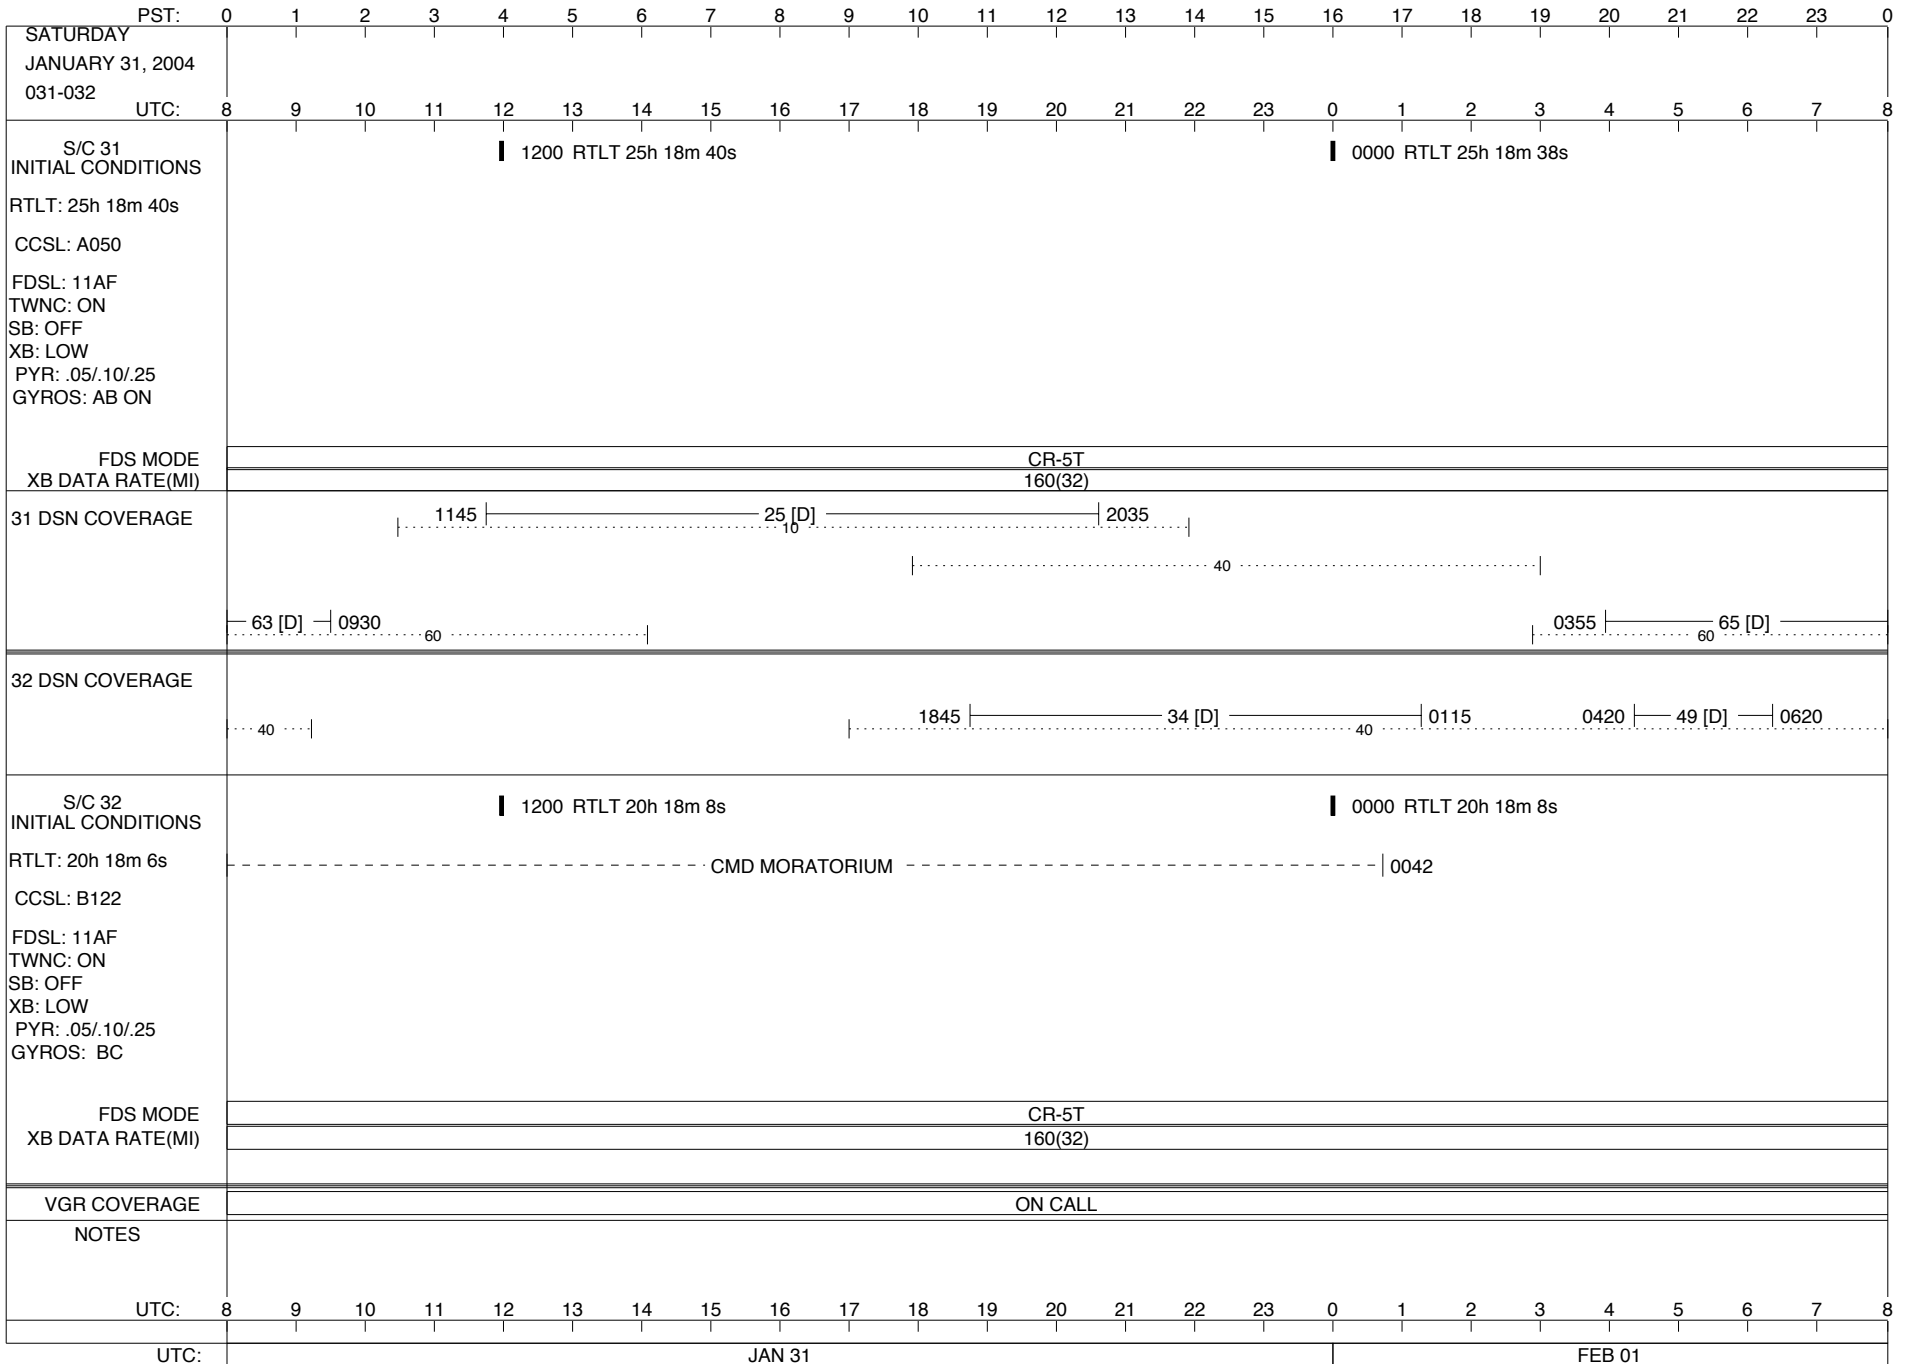 PST: 0 1 2 3 4 5 6 7 8 9 10 11 12 13 14 15 16 17 18 19 20 21 22 23 0
SATURDAY
JANUARY 31, 2004
031-032
UTC: 8 9 10 11 12 13 14 15 16 17 18 19 20 21 22 23 0 1 2 3 4 5 6 7 8
S/C 31
INITIAL CONDITIONS
1200 RTLT 25h 18m 40s
0000 RTLT 25h 18m 38s
RTLT: 25h 18m 40s
CCSL: A050
FDSL: 11AF
TWNC: ON
SB: OFF
XB: LOW
PYR: .05/.10/.25
GYROS: AB ON
FDS MODE CR-5T
XB DATA RATE(MI) 160(32)
31 DSN COVERAGE
1145 25 [D] 2035
10
40
63 [D] 0930
60
0355 65 [D]
60
32 DSN COVERAGE
40
1845 34 [D] 0115
40
0420 49 [D] 0620
S/C 32
INITIAL CONDITIONS
1200 RTLT 20h 18m 8s
0000 RTLT 20h 18m 8s
RTLT: 20h 18m 6s
CMD MORATORIUM 0042
CCSL: B122
FDSL: 11AF
TWNC: ON
SB: OFF
XB: LOW
PYR: .05/.10/.25
GYROS: BC
FDS MODE CR-5T
XB DATA RATE(MI) 160(32)
VGR COVERAGE ON CALL
NOTES
UTC: 8 9 10 11 12 13 14 15 16 17 18 19 20 21 22 23 0 1 2 3 4 5 6 7 8
UTC: JAN 31 FEB 01